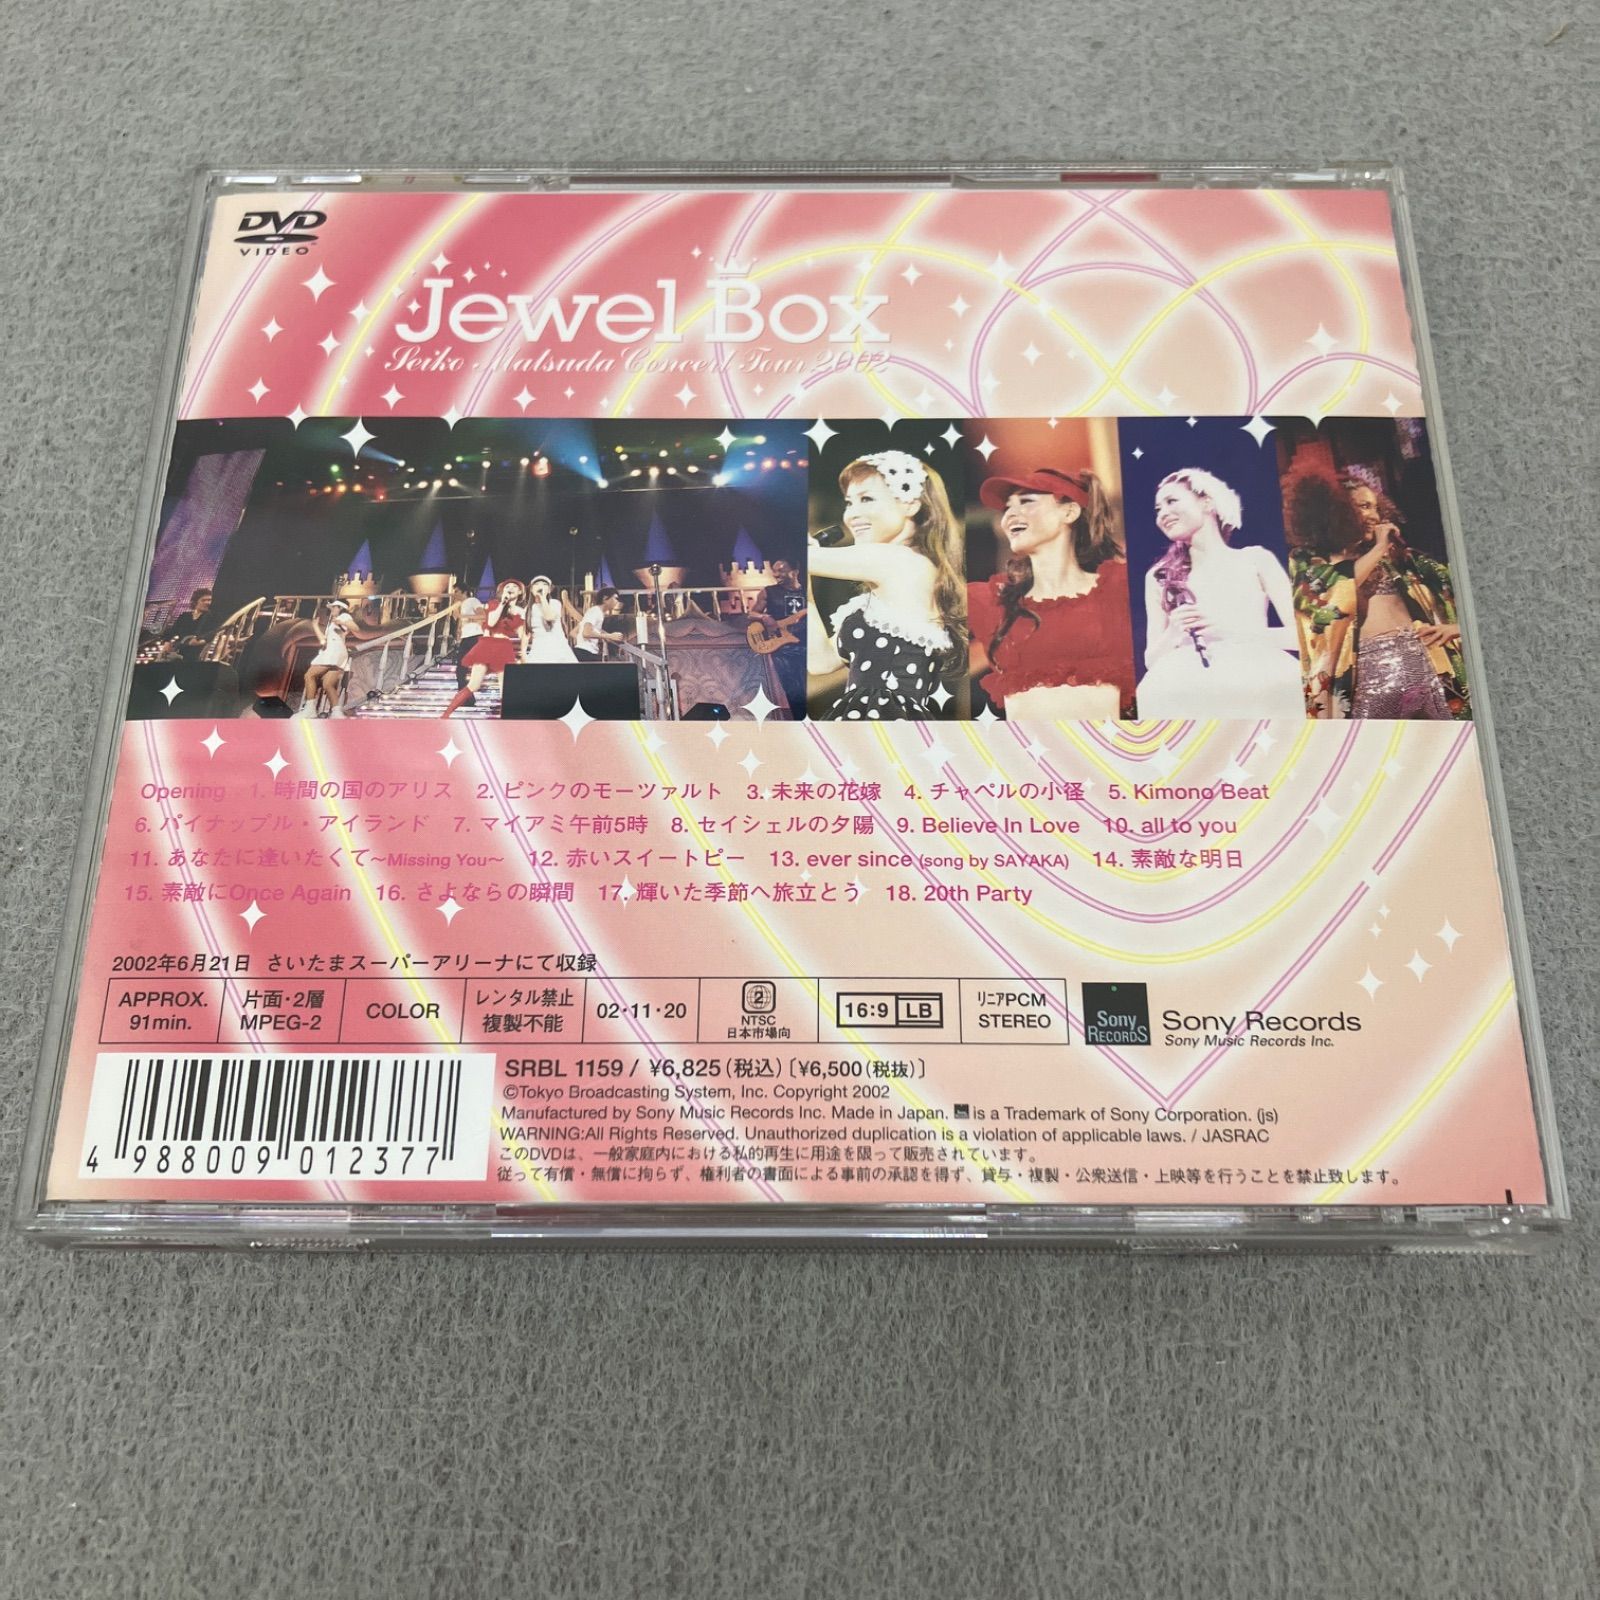 DVD
VIDEO
Jewel Box
Seiko Matsuda Concert Tour 2002
Opening 1. 時間の国のアリス 2. ピンクのモーツァルト 3. 未来の花嫁 4. チャペルの小径 5. Kimono Beat
6. パイナップル・アイランド 7. マイアミ午前5時 8. セイシェルの夕陽 9. Believe In Love 10. all to you
11. あなたに逢いたくて～Missing You～ 12. 赤いスイートピー 13. ever since (song by SAYAKA) 14. 素敵な明日
15. 素敵にOnce Again 16. さよならの瞬間 17. 輝いた季節へ旅立とう 18. 20th Party
2002年6月21日 さいたまスーパーアリーナにて収録
APPROX. 91min.
片面・2層 MPEG-2
COLOR
レンタル禁止 複製不能
02・11・20
2 NTSC 日本市場向
16:9 LB
リニアPCM STEREO
Sony RECORDS
Sony Records
Sony Music Records Inc.
SRBL 1159 / ¥6,825(税込)〔¥6,500(税抜)〕
©Tokyo Broadcasting System, Inc. Copyright 2002
Manufactured by Sony Music Records Inc. Made in Japan. is a Trademark of Sony Corporation. (js)
WARNING:All Rights Reserved. Unauthorized duplication is a violation of applicable laws. / JASRAC
このDVDは、一般家庭内における私的再生に用途を限って販売されています。
従って有償・無償に拘らず、権利者の書面による事前の承認を得ず、貸与・複製・公衆送信・上映等を行うことを禁止致します。
4 988009 012377